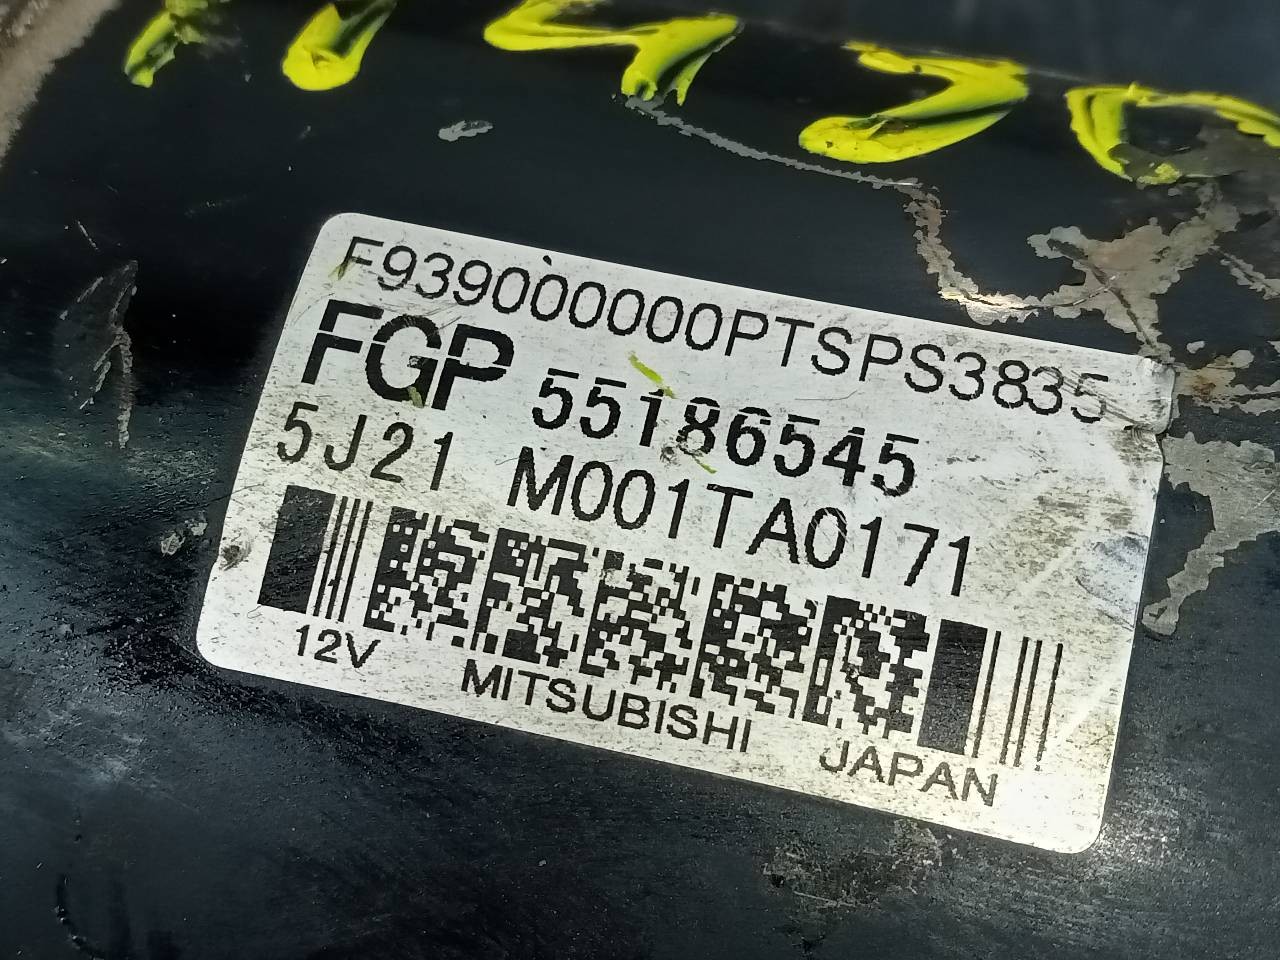 F939000000PTSPS3835
FGP 55186545
5J21 M001TA0171
12V MITSUBISHI JAPAN